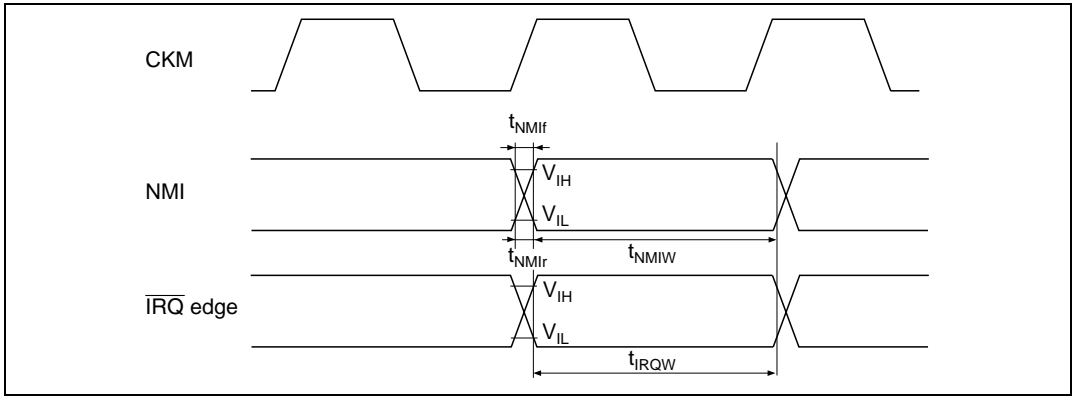 CKM
tNMIf
NMI
VIH
VIL
tNMIr
tNMIW
IRQ edge
VIH
VIL
tIRQW